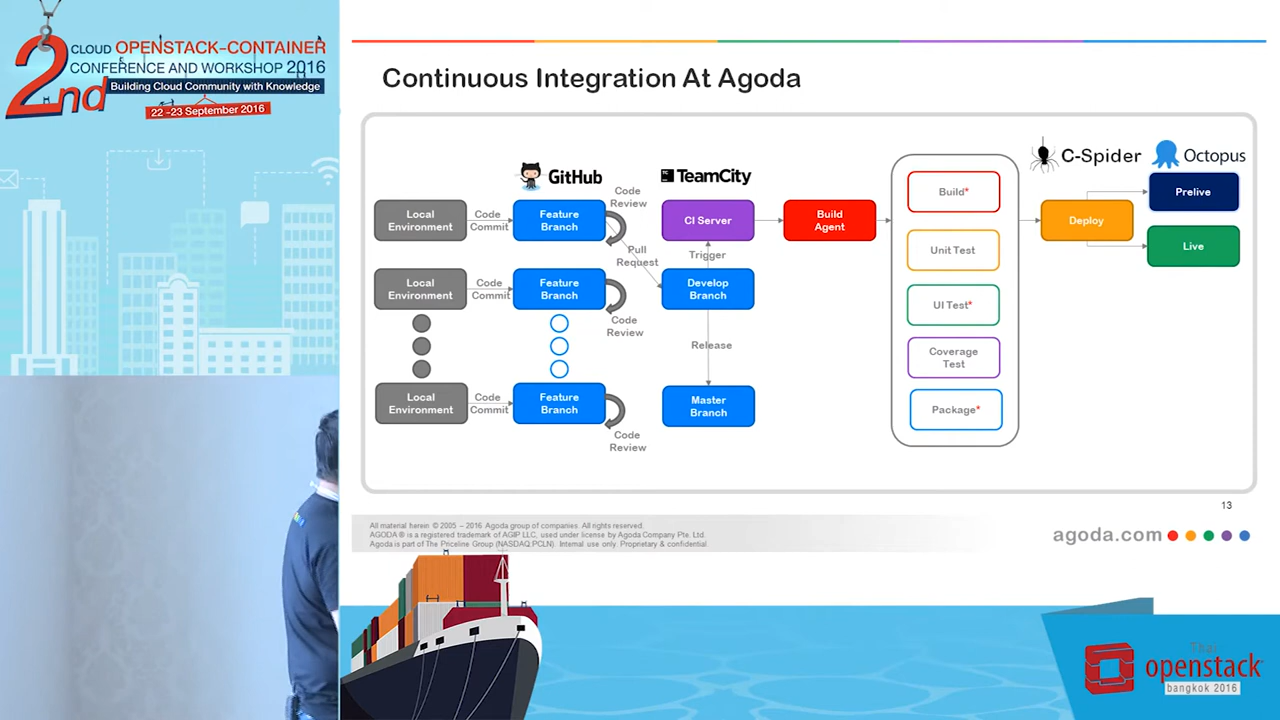 2nd
CLOUD OPENSTACK-CONTAINER
CONFERENCE AND WORKSHOP 2016
Building Cloud Community with Knowledge
22 -23 September 2016
Continuous Integration At Agoda
GitHub
TeamCity
C-Spider
Octopus
Local
Environment
Code
Commit
Feature
Branch
Code
Review
Pull
Request
CI Server
Trigger
Build
Agent
Build*
Unit Test
UI Test*
Coverage
Test
Package*
Deploy
Prelive
Live
Local
Environment
Code
Commit
Feature
Branch
Code
Review
Develop
Branch
Release
Local
Environment
Code
Commit
Feature
Branch
Code
Review
Master
Branch
13
All material herein © 2005 – 2016 Agoda group of companies. All rights reserved.
AGODA ® is a registered trademark of AGIP LLC, used under license by Agoda Company Pte. Ltd.
Agoda is part of The Priceline Group (NASDAQ:PCLN). Internal use only. Proprietary & confidential
agoda.com
Thai
openstack
bangkok 2016